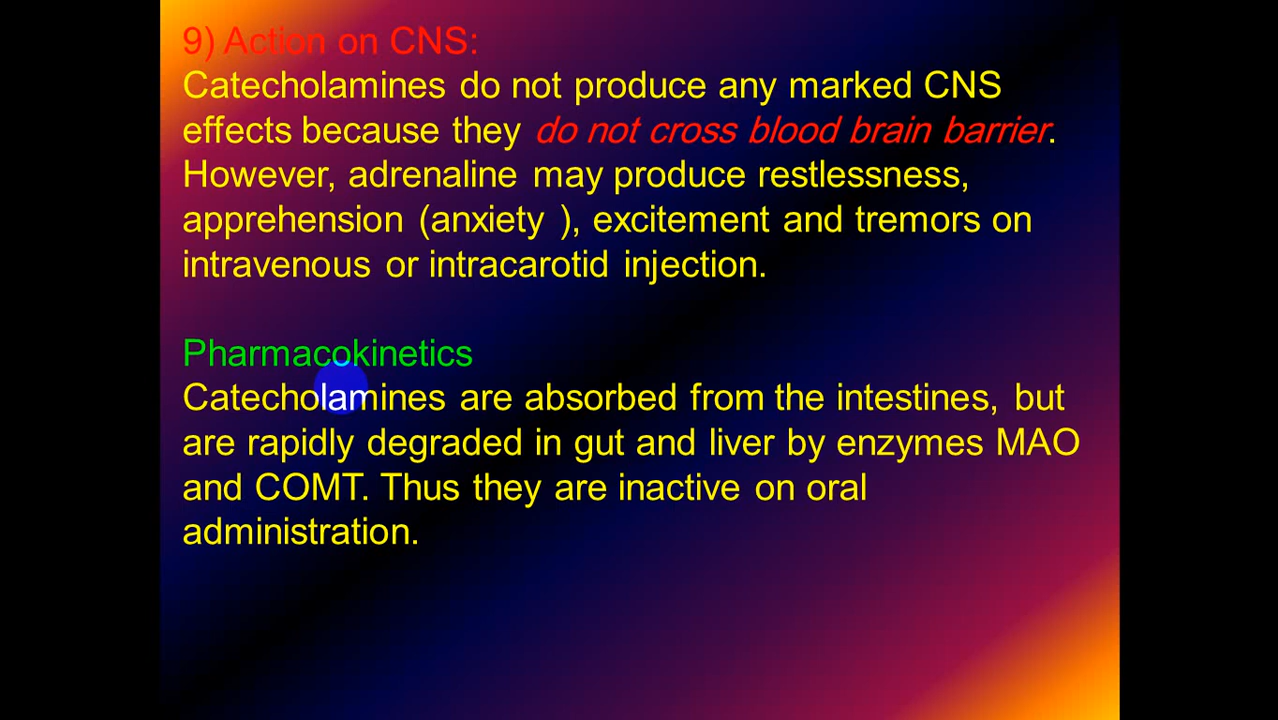 9) Action on CNS:
Catecholamines do not produce any marked CNS
effects because they do not cross blood brain barrier.
However, adrenaline may produce restlessness,
apprehension (anxiety ), excitement and tremors on
intravenous or intracarotid injection.
Pharmacokinetics
Catecholamines are absorbed from the intestines, but
are rapidly degraded in gut and liver by enzymes MAO
and COMT. Thus they are inactive on oral
administration.